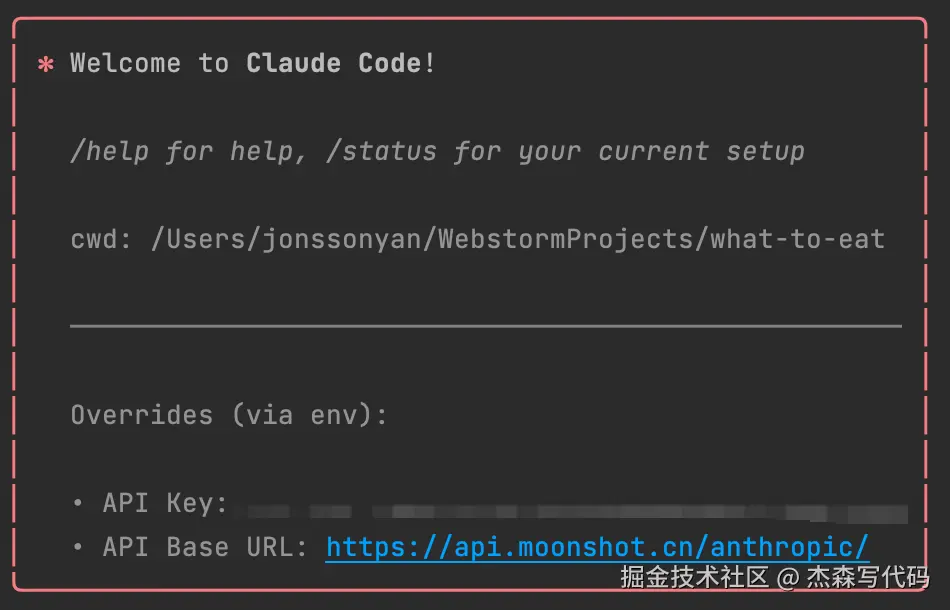 * Welcome to Claude Code!
/help for help, /status for your current setup
cwd: /Users/jonssonyan/WebstormProjects/what-to-eat
Overrides (via env):
• API Key:
• API Base URL: https://api.moonshot.cn/anthropic/
掘金技术社区 @ 杰森写代码